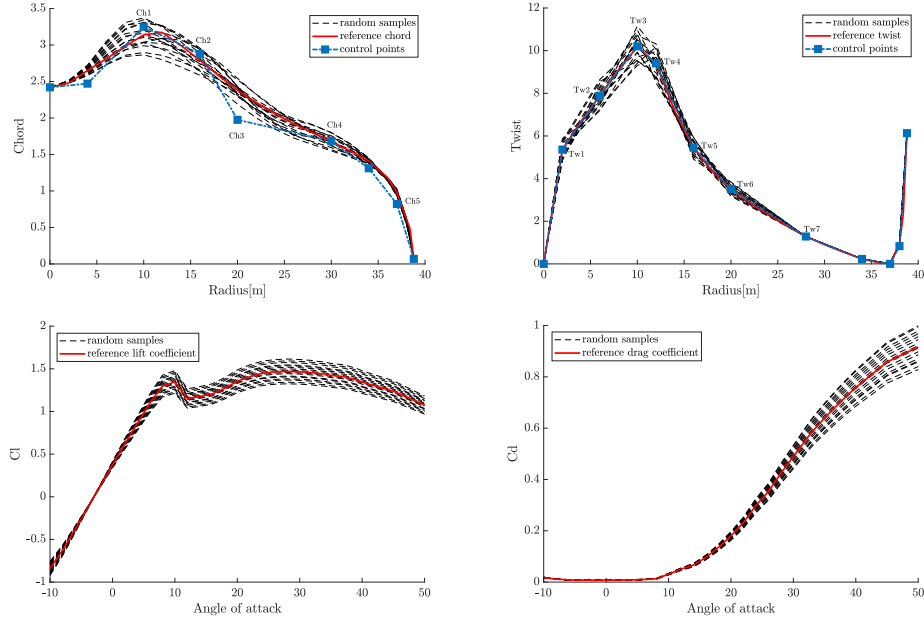 3.5
3
2.5
2
1.5
1
0.5
0
Chord
0 5 10 15 20 25 30 35 40
Radius[m]
Ch1
Ch2
Ch3
Ch4
Ch5
random samples
reference chord
control points
12
10
8
6
4
2
0
Twist
0 5 10 15 20 25 30 35 40
Radius[m]
Tw1
Tw2
Tw3
Tw4
Tw5
Tw6
Tw7
random samples
reference twist
control points
2
1.5
1
0.5
0
-0.5
-1
Cl
-10 0 10 20 30 40 50
Angle of attack
random samples
reference lift coefficient
1
0.8
0.6
0.4
0.2
0
Cd
-10 0 10 20 30 40 50
Angle of attack
random samples
reference drag coefficient